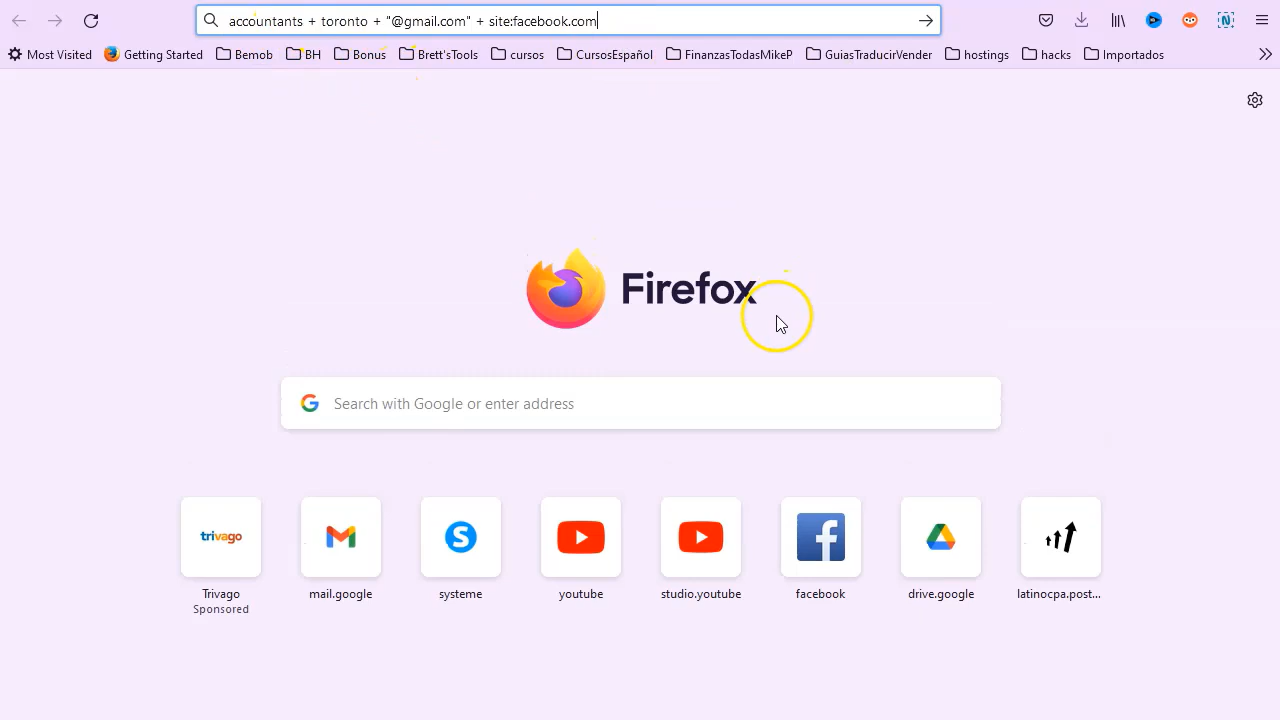 accountants + toronto + "@gmail.com" + site:facebook.com
Most Visited Getting Started Bemob BH Bonus Brett'sTools cursos CursosEspañol FinanzasTodasMikeP GuiasTraducirVender hostings hacks Importados
Firefox
Search with Google or enter address
trivago
Trivago mail.google systeme youtube studio.youtube facebook drive.google latinocpa.post...
Sponsored